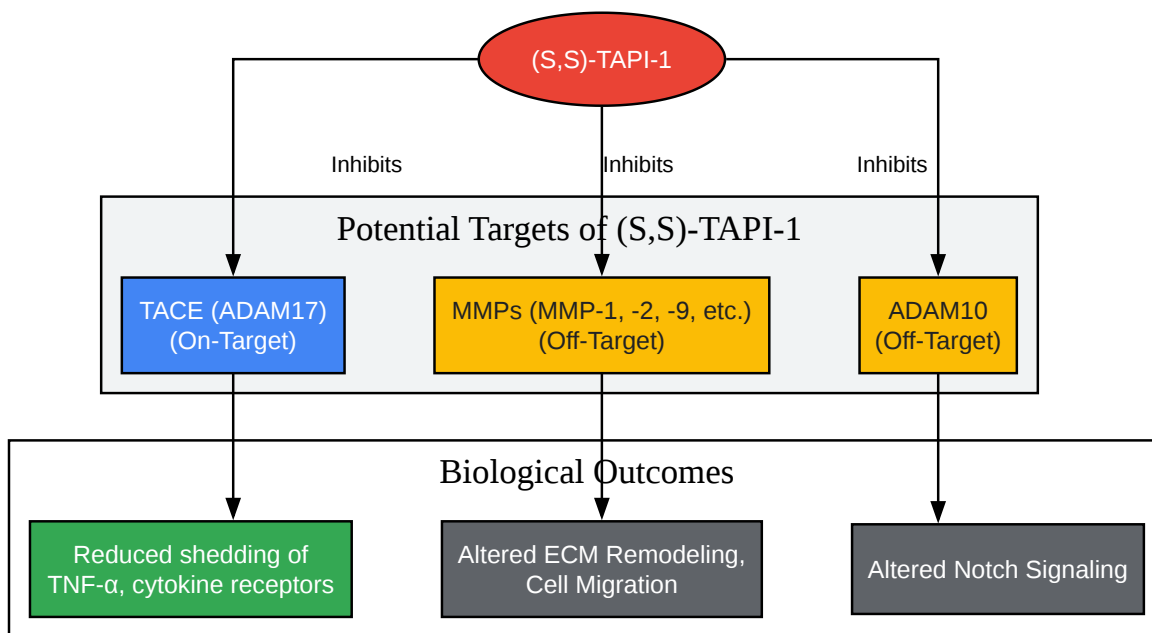 (S,S)-TAPI-1
Inhibits
Inhibits
Inhibits
Potential Targets of (S,S)-TAPI-1
TACE (ADAM17)
(On-Target)
MMPs (MMP-1, -2, -9, etc.)
(Off-Target)
ADAM10
(Off-Target)
Biological Outcomes
Reduced shedding of
TNF-α, cytokine receptors
Altered ECM Remodeling,
Cell Migration
Altered Notch Signaling